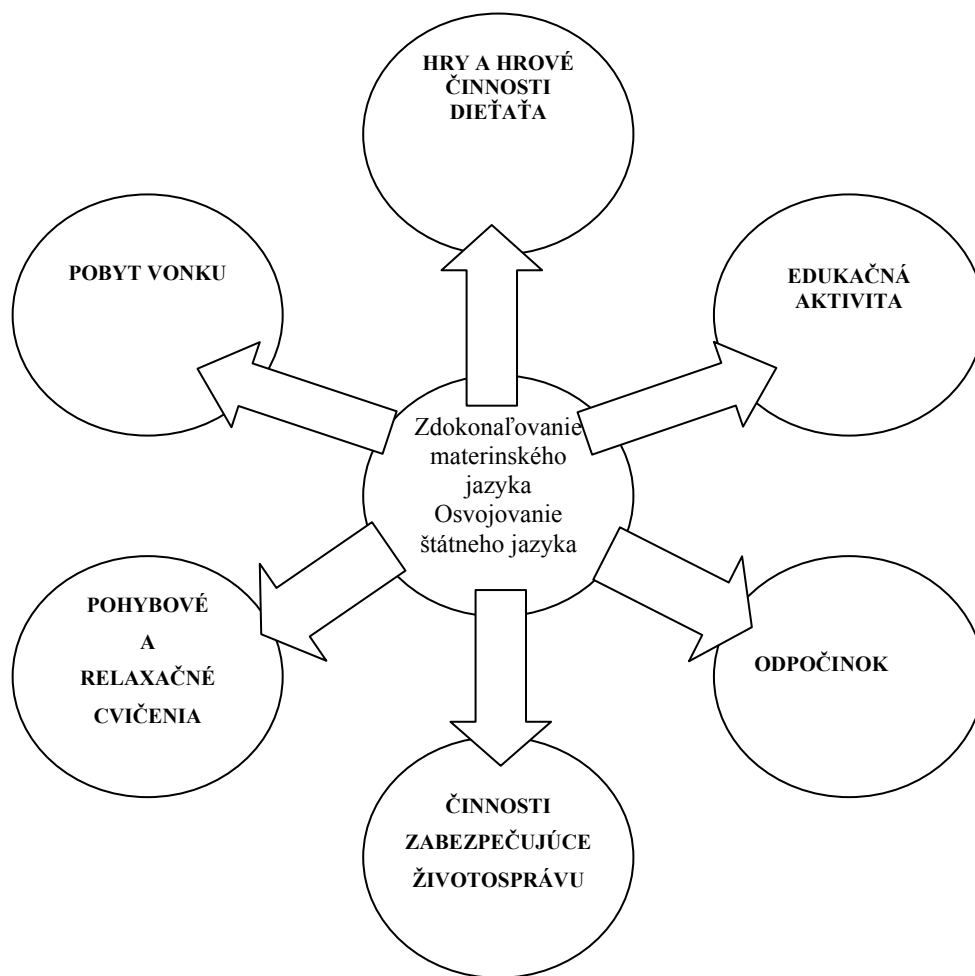 HRY A HROVÉ
ČINNOSTI
DIEŤAŤA
POBYT VONKU
EDUKAČNÁ
AKTIVITA
Zdokonaľovanie
materinského
jazyka
Osvojovanie
štátneho jazyka
POHYBOVÉ
A
RELAXAČNÉ
CVIČENIA
ODPOČINOK
ČINNOSTI
ZABEZPEČUJÚCE
ŽIVOTOSPRÁVU